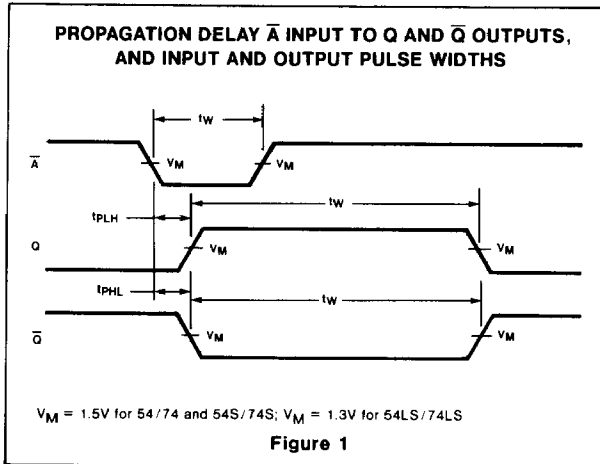 PROPAGATION DELAY A̅ INPUT TO Q AND Q̅ OUTPUTS,
AND INPUT AND OUTPUT PULSE WIDTHS
tW
A̅
VM
VM
tPLH
tW
Q
VM
VM
tPHL
tW
Q̅
VM
VM
VM = 1.5V for 54/74 and 54S/74S; VM = 1.3V for 54LS/74LS
Figure 1